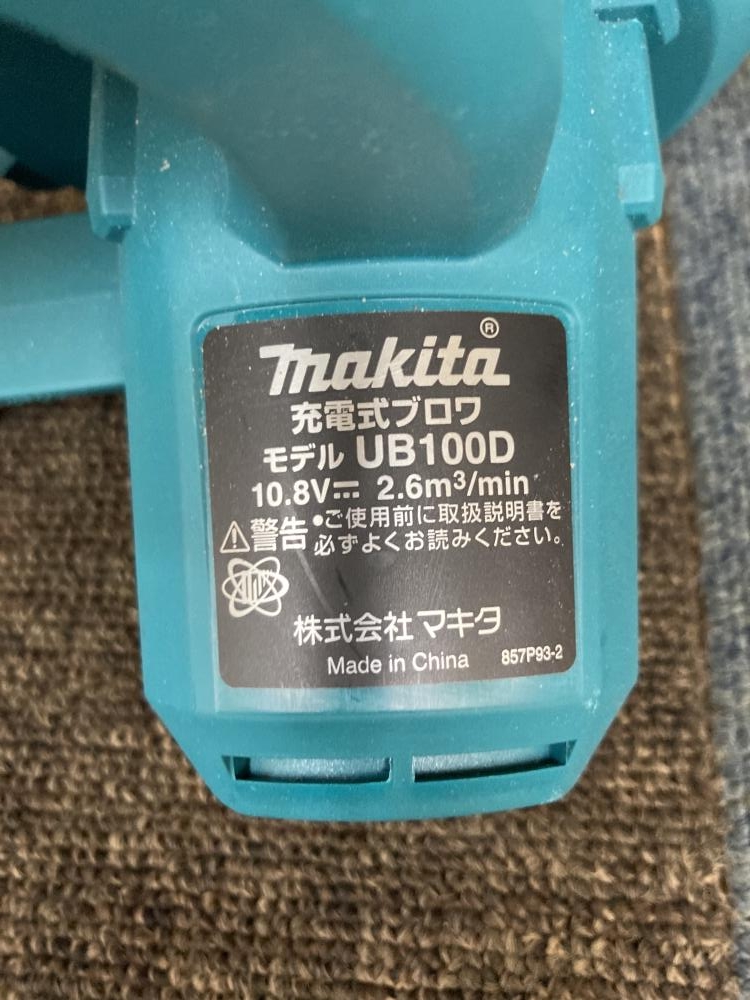 makita®
充電式ブロワ
モデル UB100D
10.8V⎓ 2.6m³/min
⚠警告 •ご使用前に取扱説明書を
必ずよくお読みください。
株式会社 マキタ
Made in China 857P93-2